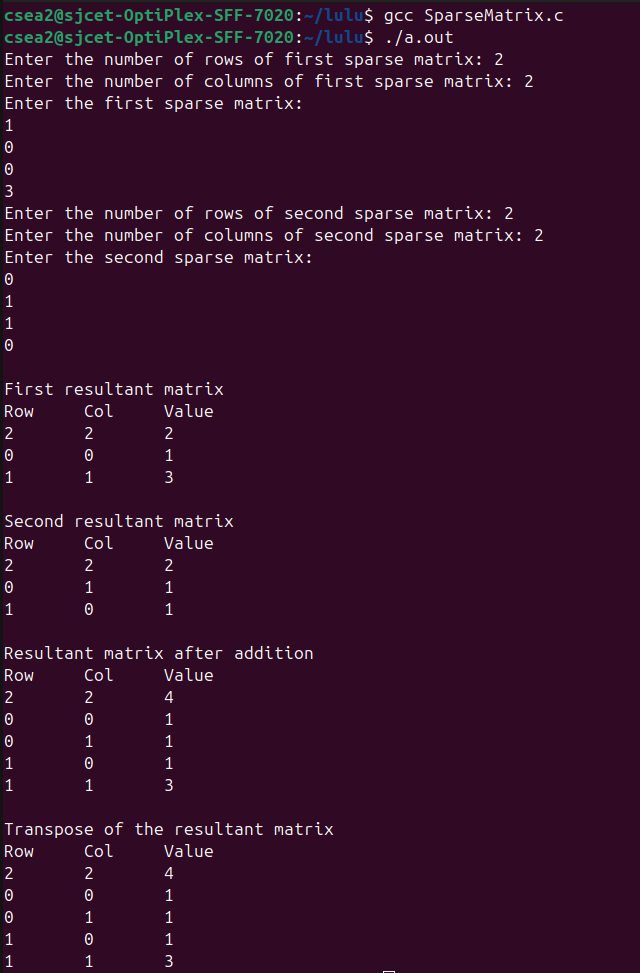 csea2@sjcet-OptiPlex-SFF-7020:~/lulu$ gcc SparseMatrix.c
csea2@sjcet-OptiPlex-SFF-7020:~/lulu$ ./a.out
Enter the number of rows of first sparse matrix: 2
Enter the number of columns of first sparse matrix: 2
Enter the first sparse matrix:
1
0
0
3
Enter the number of rows of second sparse matrix: 2
Enter the number of columns of second sparse matrix: 2
Enter the second sparse matrix:
0
1
1
0

First resultant matrix
Row     Col     Value
2       2       2
0       0       1
1       1       3

Second resultant matrix
Row     Col     Value
2       2       2
0       1       1
1       0       1

Resultant matrix after addition
Row     Col     Value
2       2       4
0       0       1
0       1       1
1       0       1
1       1       3

Transpose of the resultant matrix
Row     Col     Value
2       2       4
0       0       1
0       1       1
1       0       1
1       1       3